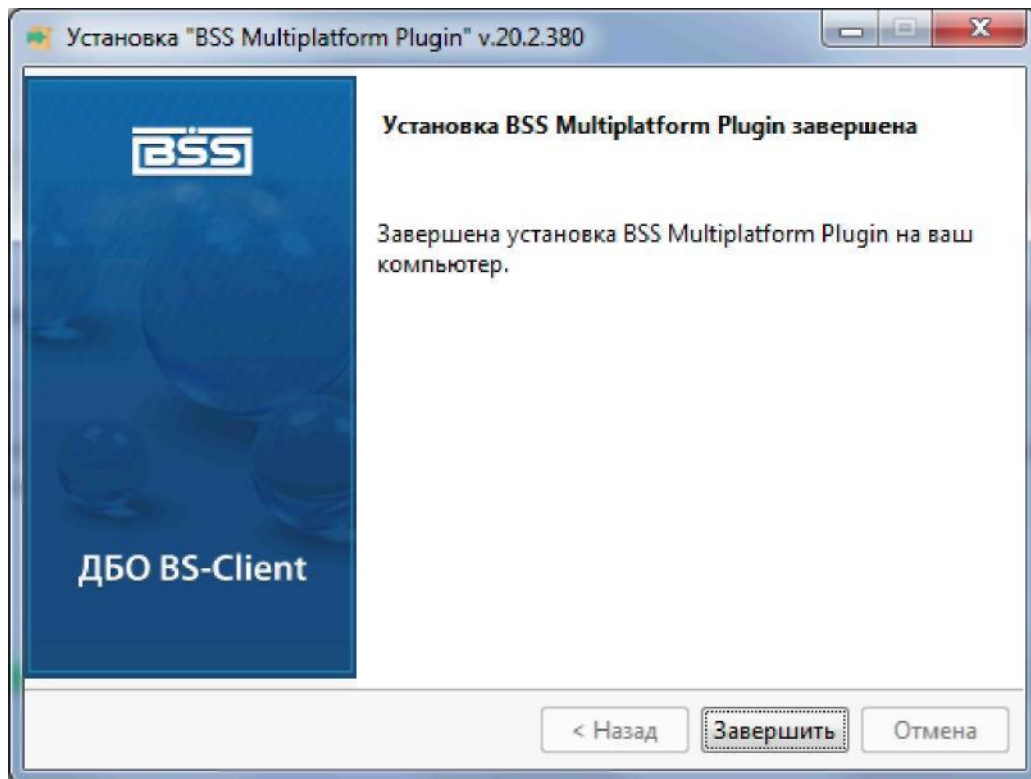 Установка "BSS Multiplatform Plugin" v.20.2.380
BSS
Установка BSS Multiplatform Plugin завершена
Завершена установка BSS Multiplatform Plugin на ваш
компьютер.
ДБО BS-Client
< Назад
Завершить
Отмена